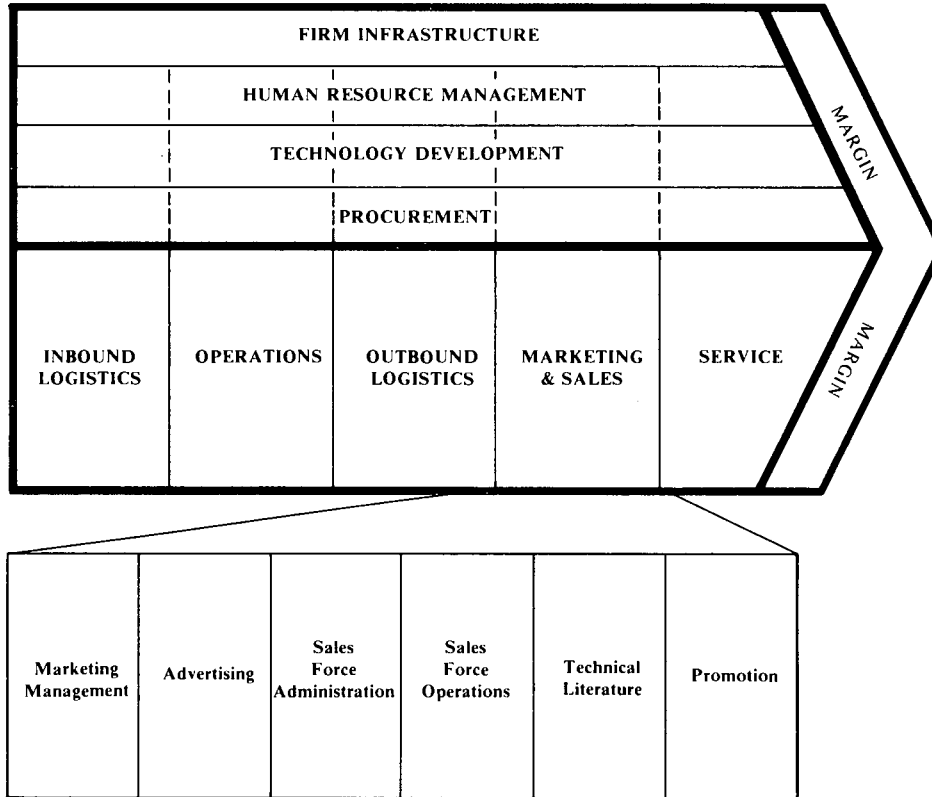 FIRM INFRASTRUCTURE
HUMAN RESOURCE MANAGEMENT
TECHNOLOGY DEVELOPMENT
PROCUREMENT
MARGIN
INBOUND
LOGISTICS
OPERATIONS
OUTBOUND
LOGISTICS
MARKETING
& SALES
SERVICE
MARGIN
Marketing
Management
Advertising
Sales
Force
Administration
Sales
Force
Operations
Technical
Literature
Promotion